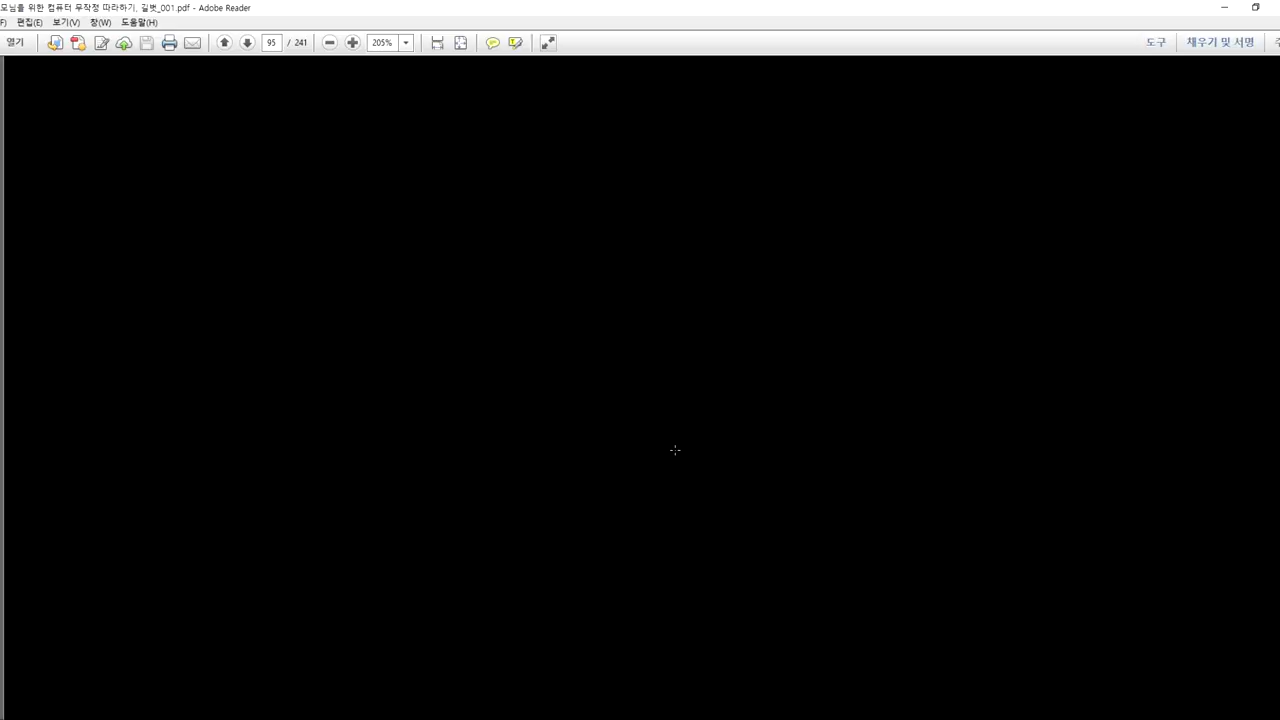 모님을 위한 컴퓨터 무작정 따라하기, 길벗_001.pdf - Adobe Reader
F) 편집(E) 보기(V) 창(W) 도움말(H)
열기 95 / 241 205% 도구 채우기 및 서명